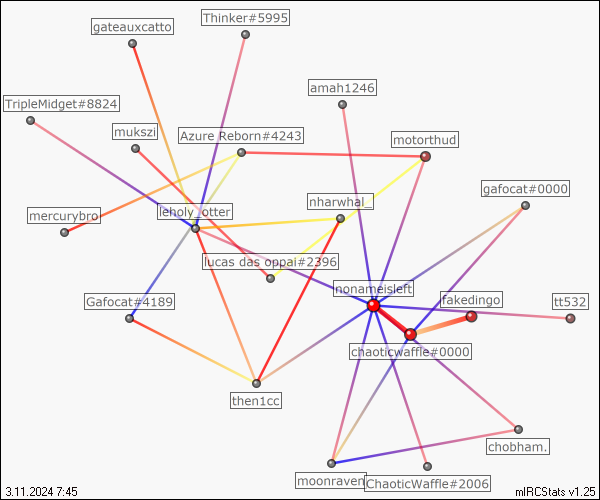 Thinker#5995
gateauxcatto
amah1246
TripleMidget#8824
mukszi
Azure Reborn#4243
motorthud
gafocat#0000
nharwhal_
leholy_otter
mercurybro
lucas das oppai#2396
nonameisleft
Gafocat#4189
fakedingo
tt532
chaoticwaffle#0000
then1cc
chobham.
moonraven
ChaoticWaffle#2006
3.11.2024 7:45
mIRCStats v1.25